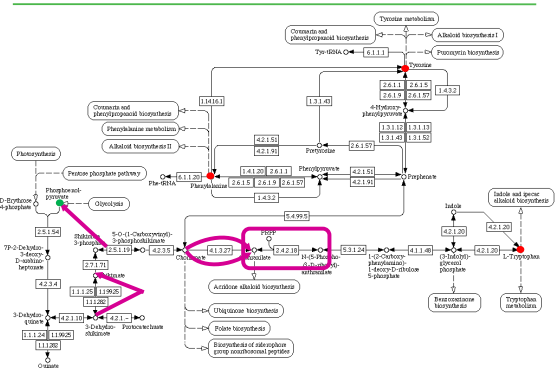 Tyrosine metabolism
Coumarin and
phenylpropanoid biosynthesis
Alkaloid biosynthesis I
Tyr-tRNA
6.1.1.1
Puromycin biosynthesis
Tyrosine
1.14.16.1
1.3.1.43
2.6.1.1
2.6.1.5
2.6.1.9
2.6.1.57
1.4.3.2
4-Hydroxy-
phenylpyruvate
Coumarin and
phenylpropanoid biosynthesis
Phenylalanine metabolism
Alkaloid biosynthesis II
4.2.1.51
4.2.1.91
Pretyrosine
2.6.1.57
1.3.1.12
1.3.1.13
1.3.1.43
1.3.1.52
Photosynthesis
Pentose phosphate pathway
Phe-tRNA
6.1.1.20
Phenylalanine
1.4.1.20
2.6.1.1
2.6.1.5
2.6.1.9
2.6.1.57
Phenylpyruvate
4.2.1.51
4.2.1.91
Prephenate
1.4.3.2
D-Erythrose
4-phosphate
Phosphoenol-
pyruvate
Glycolysis
5.4.99.5
Indole and ipecac
alkaloid biosynthesis
Indole
2.5.1.54
Shikimate
3-phosphate
5-O-(1-Carboxyvinyl)-
3-phosphoshikimate
PRPP
4.2.1.20
4.2.1.20
7P-2-Dehydro-
3-deoxy-
D-arabino-
heptonate
2.5.1.19
4.2.3.5
Chorismate
4.1.3.27
2.4.2.18
5.3.1.24
4.1.1.48
4.2.1.20
L-Tryptophan
1-(2-Carboxy-
phenylamino)-
1-deoxy-D-ribulose
5-phosphate
(3-Indolyl)-
glycerol
phosphate
2.7.1.71
4.2.3.4
1.1.1.25
1.1.99.25
1.1.1.282
Acridone alkaloid biosynthesis
Benzoxazinone
biosynthesis
Tryptophan
metabolism
Ubiquinone biosynthesis
3-Dehydro-
quinate
4.2.1.10
3-Dehydro-
shikimate
4.2.1.-
Protocatechuate
Folate biosynthesis
1.1.1.24
1.1.99.25
1.1.1.282
Biosynthesis of siderophore
group nonribosomal peptides
Quinate